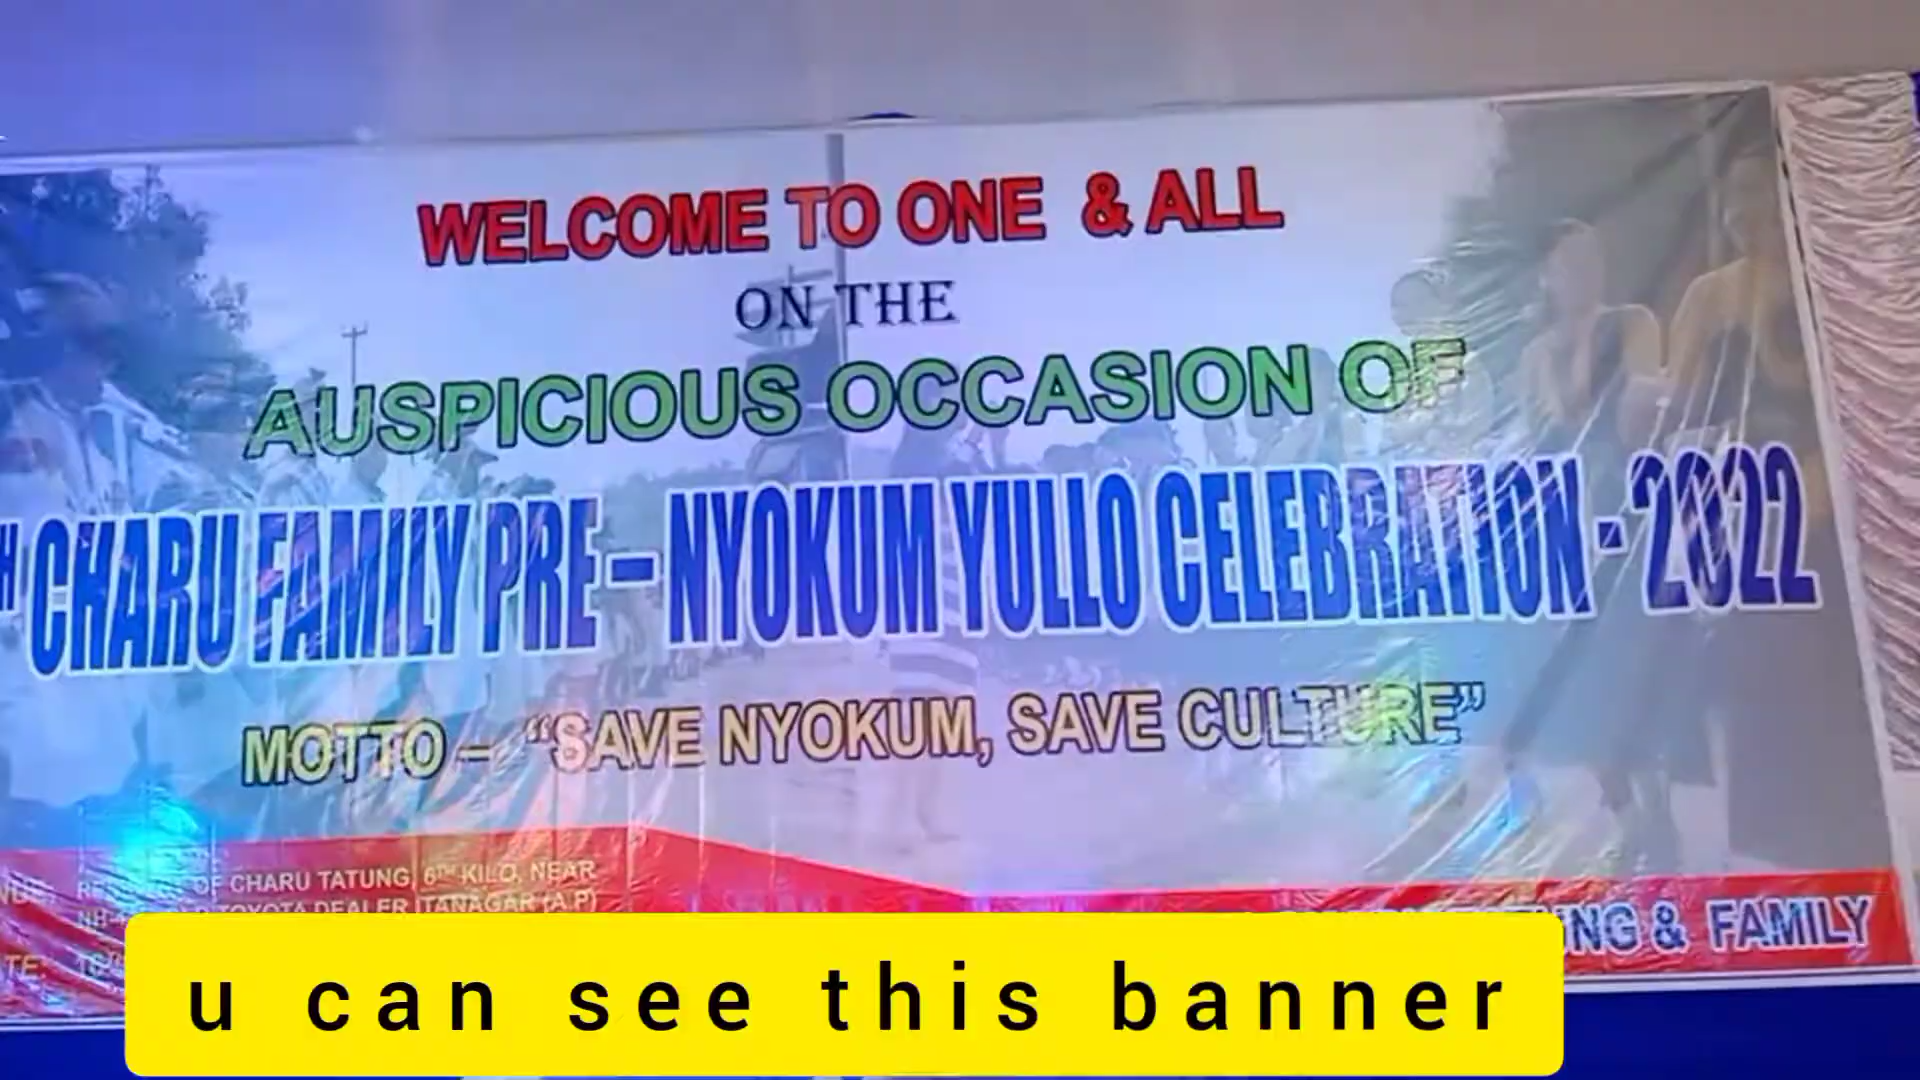 WELCOME TO ONE & ALL
ON THE
AUSPICIOUS OCCASION OF
CHARU FAMILY PRE – NYOKUM YULLO CELEBRATION - 2022
MOTTO – "SAVE NYOKUM, SAVE CULTURE"
OF CHARU TATUNG, 6TH KILO, NEAR
TOYOTA DEALER ITANAGAR (A.P)
& FAMILY
u can see this banner